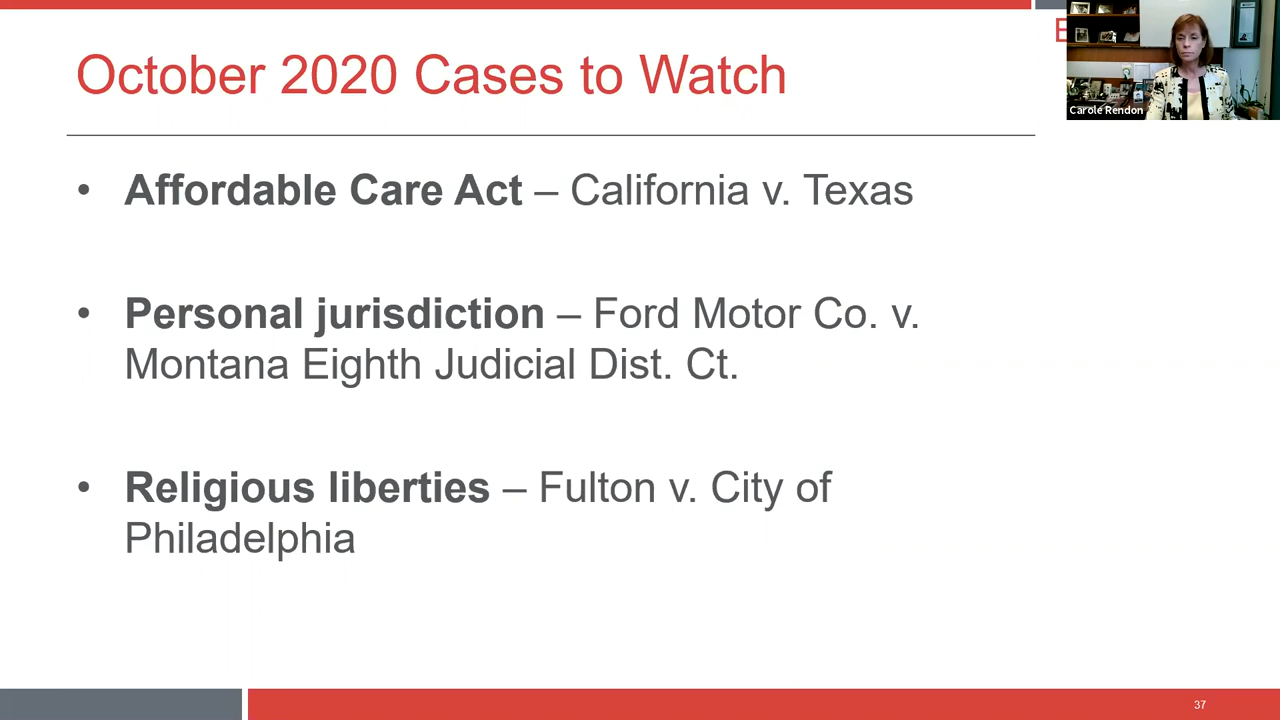 October 2020 Cases to Watch
Carole Rendon
• Affordable Care Act – California v. Texas
• Personal jurisdiction – Ford Motor Co. v.
Montana Eighth Judicial Dist. Ct.
• Religious liberties – Fulton v. City of
Philadelphia
37